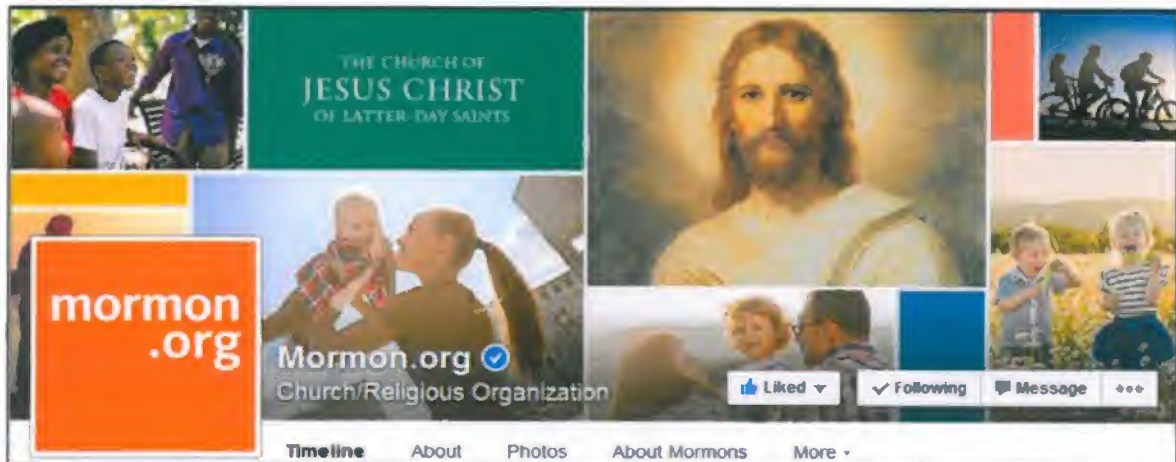 THE CHURCH OF
JESUS CHRIST
OF LATTER-DAY SAINTS
mormon
.org
Mormon.org
Church/Religious Organization
Liked
Following
Message
Timeline
About
Photos
About Mormons
More